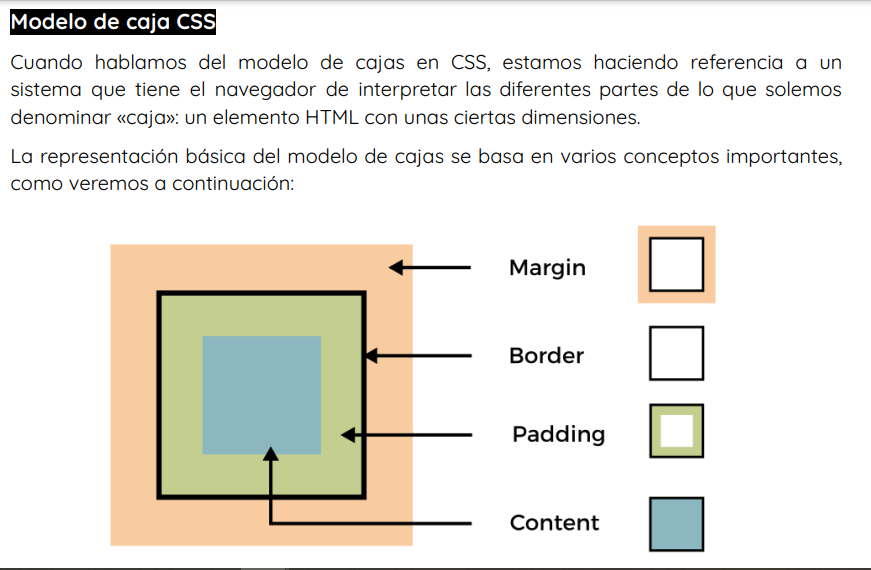 Modelo de caja CSS
Cuando hablamos del modelo de cajas en CSS, estamos haciendo referencia a un
sistema que tiene el navegador de interpretar las diferentes partes de lo que solemos
denominar «caja»: un elemento HTML con unas ciertas dimensiones.
La representación básica del modelo de cajas se basa en varios conceptos importantes,
como veremos a continuación:
Margin
Border
Padding
Content